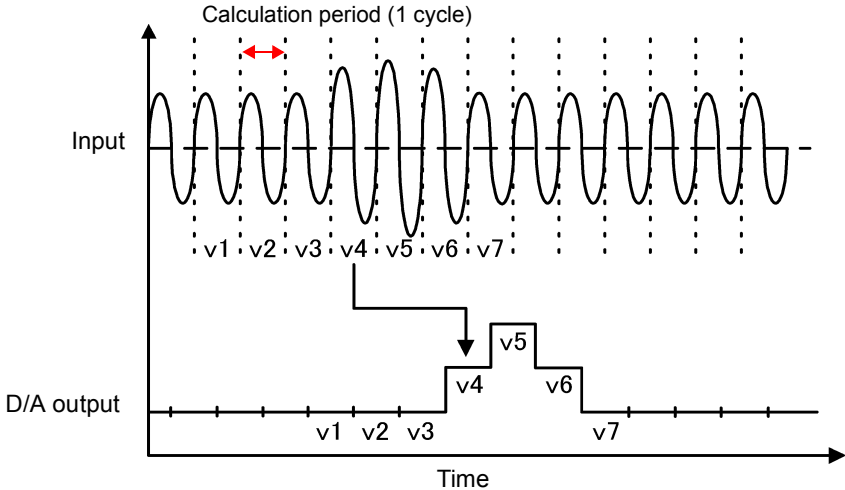 Calculation period (1 cycle)
Input
v1 v2 v3 v4 v5 v6 v7
v5
v4 v6
D/A output
v1 v2 v3 v7
Time